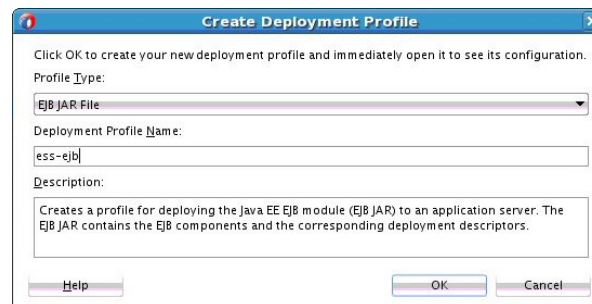 Create Deployment Profile
Click OK to create your new deployment profile and immediately open it to see its configuration.
Profile Type:
EJB JAR File
Deployment Profile Name:
ess-ejb
Description:
Creates a profile for deploying the Java EE EJB module (EJB JAR) to an application server. The
EJB JAR contains the EJB components and the corresponding deployment descriptors.
Help OK Cancel